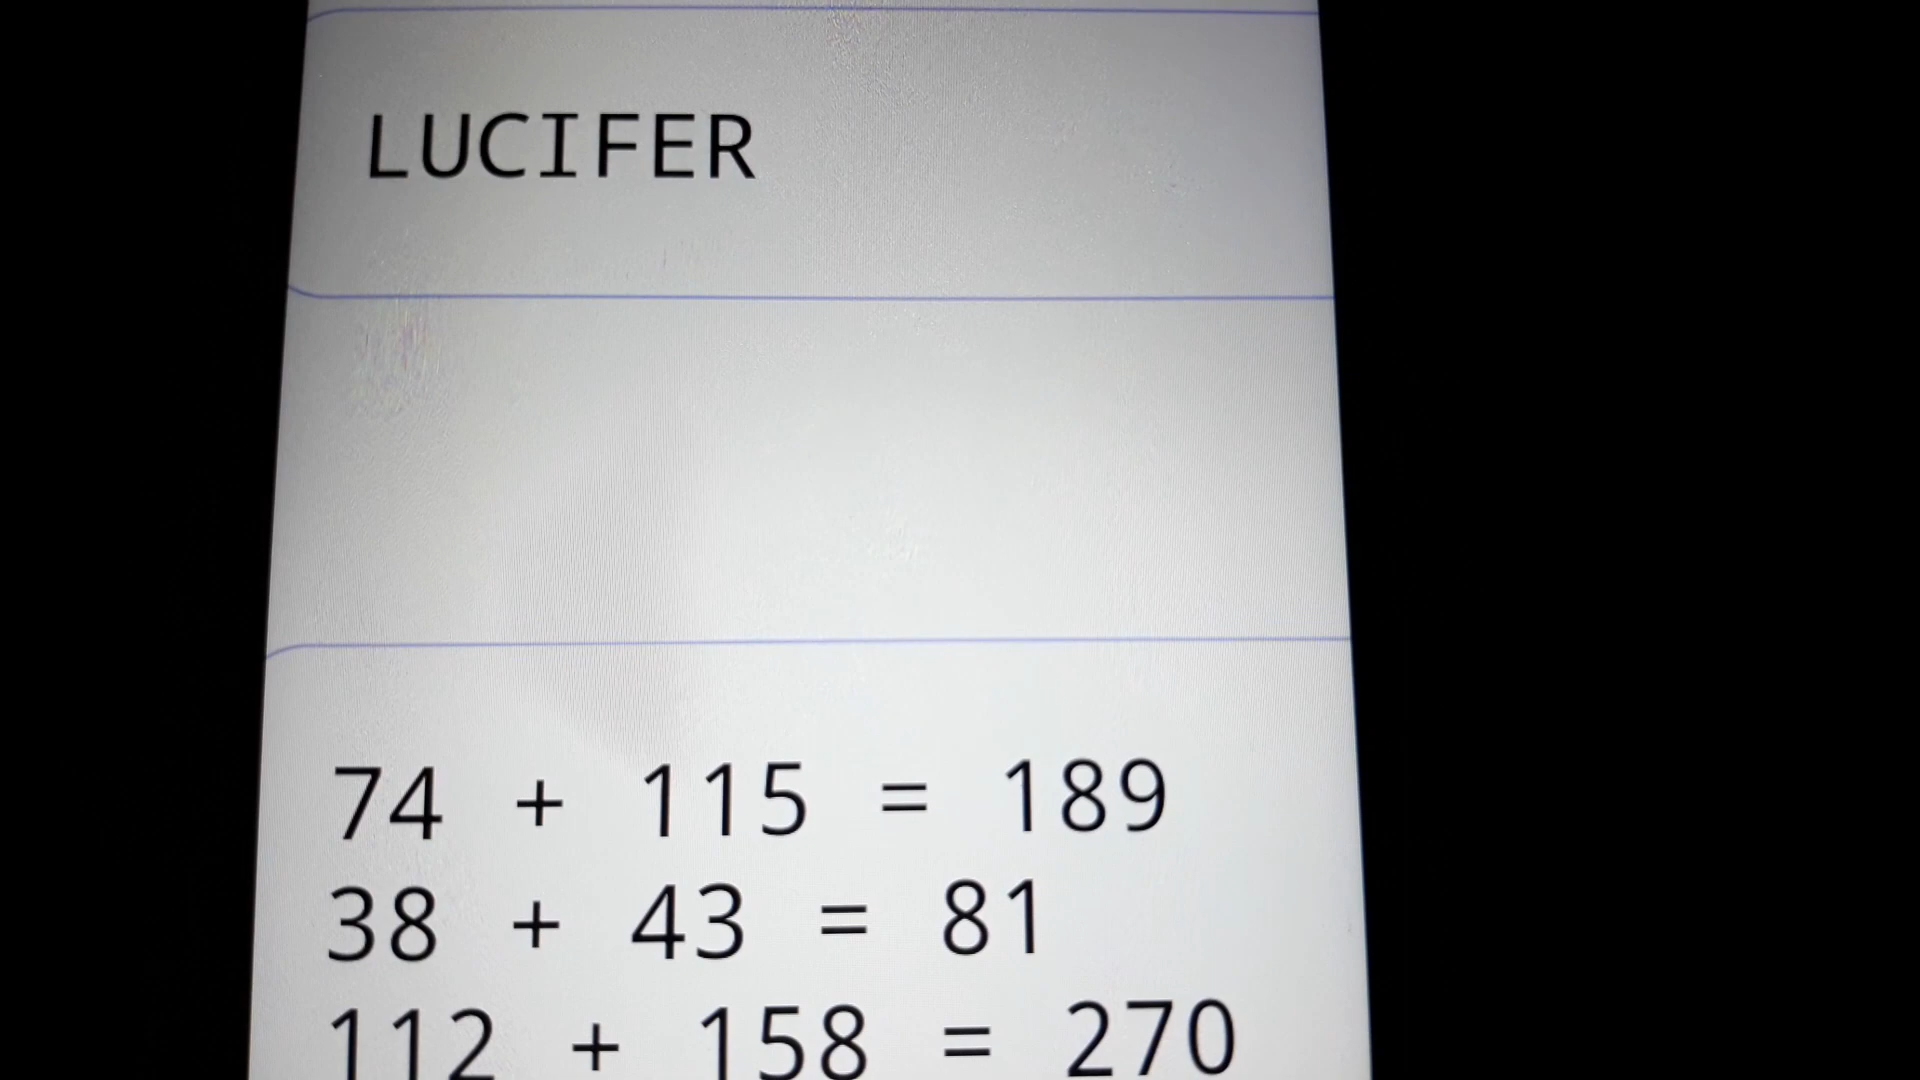 LUCIFER
74 + 115 = 189
38 + 43 = 81
112 + 158 = 270